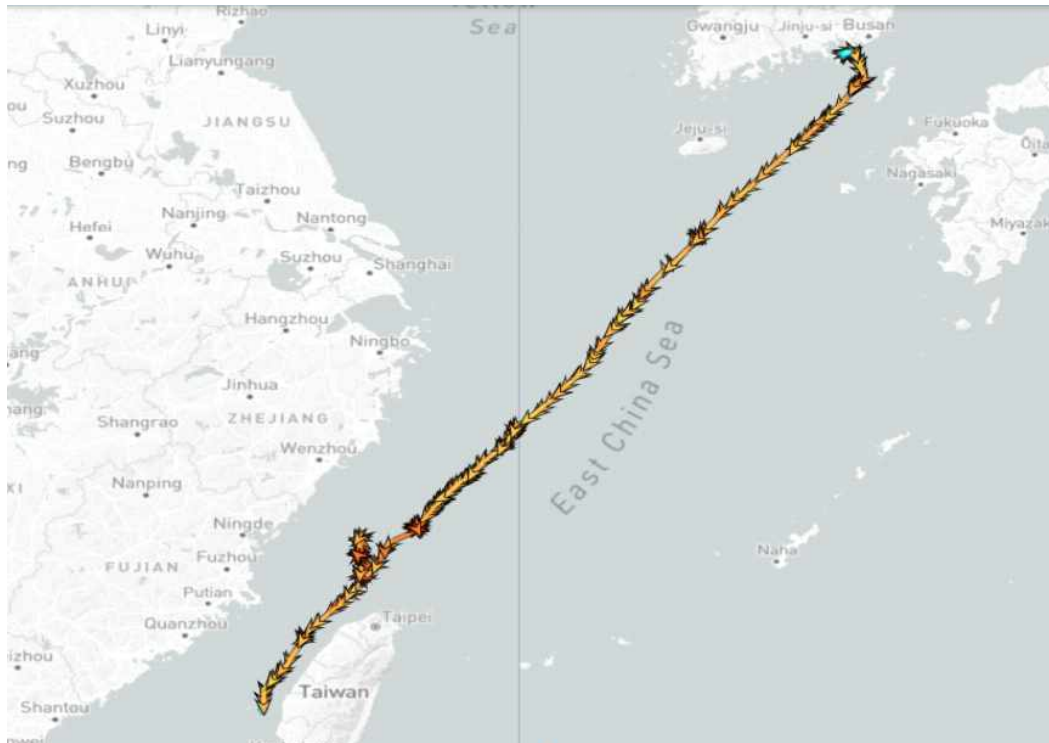 Rizhao
Sea
Linyi
Gwangju
Jinju-si
Busan
Lianyungang
Xuzhou
Suzhou
JIANGSU
Jeju-si
Fukuoka
Bengbu
Nagasaki
Taizhou
Nanjing
Nantong
Hefei
Wuhu
Suzhou
Shanghai
ANHUI
Hangzhou
Ningbo
Jinhua
East China Sea
Shangrao
ZHEJIANG
Wenzhou
Nanping
Ningde
Naha
Fuzhou
FUJIAN
Putian
Taipei
Quanzhou
Taiwan
Shantou